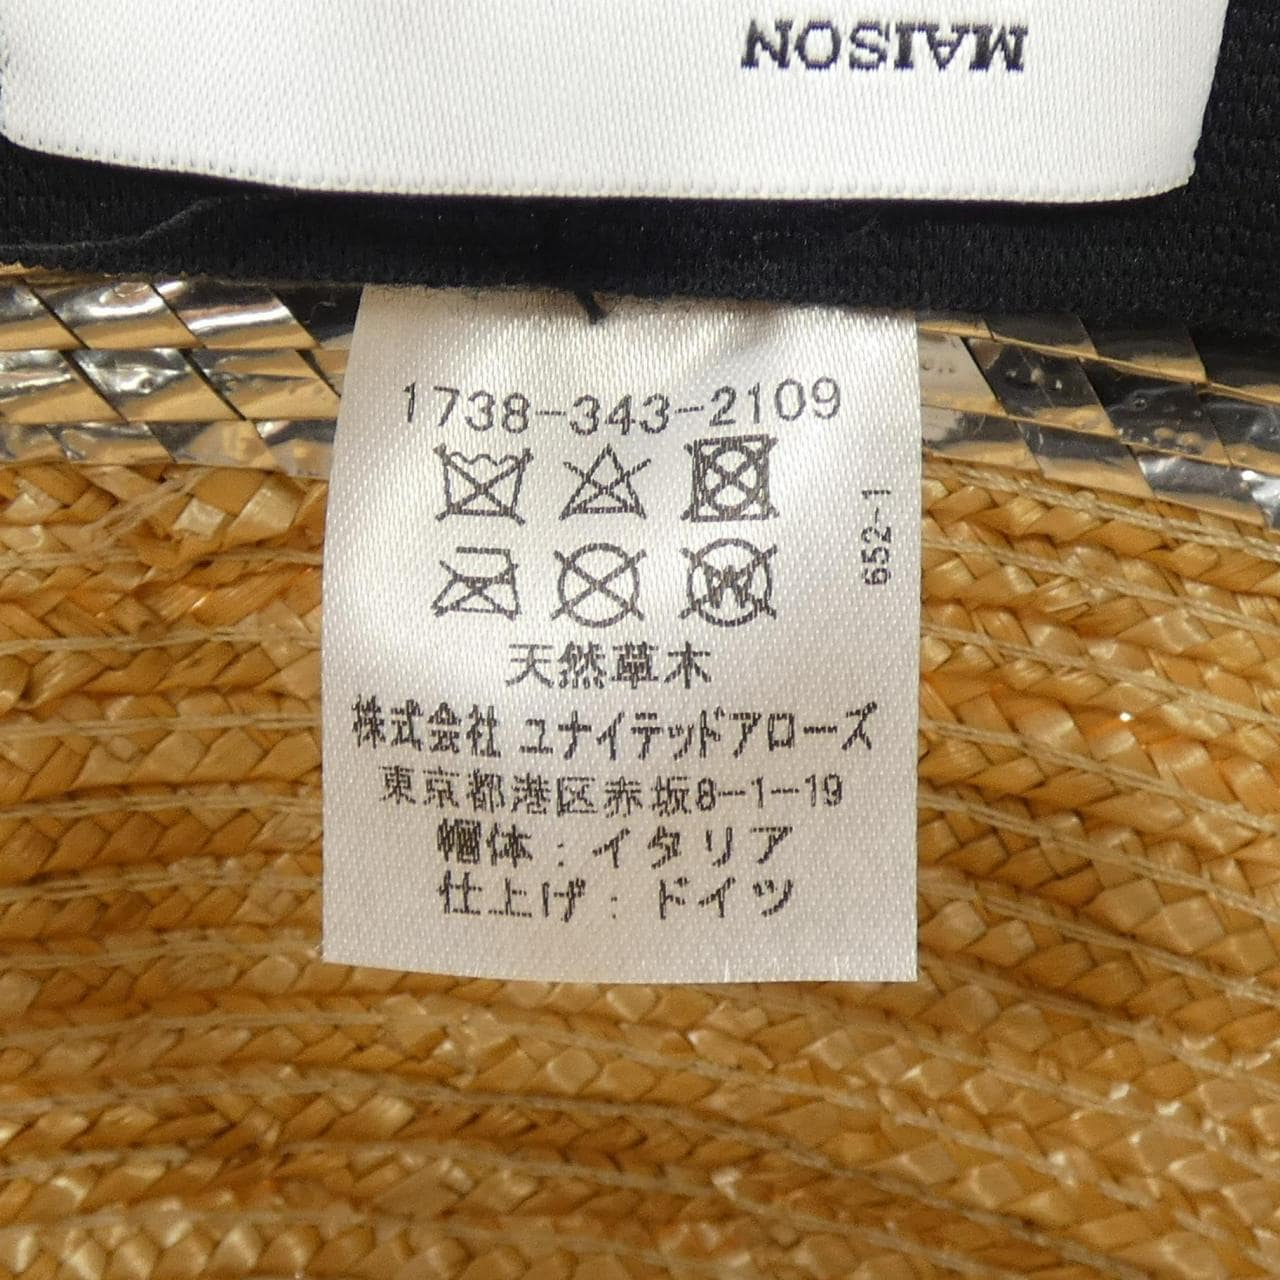 MAISON
1738-343-2109
652-1
天然草木
株式会社 ユナイテッドアローズ
東京都港区赤坂8-1-19
帽体：イタリア
仕上げ：ドイツ